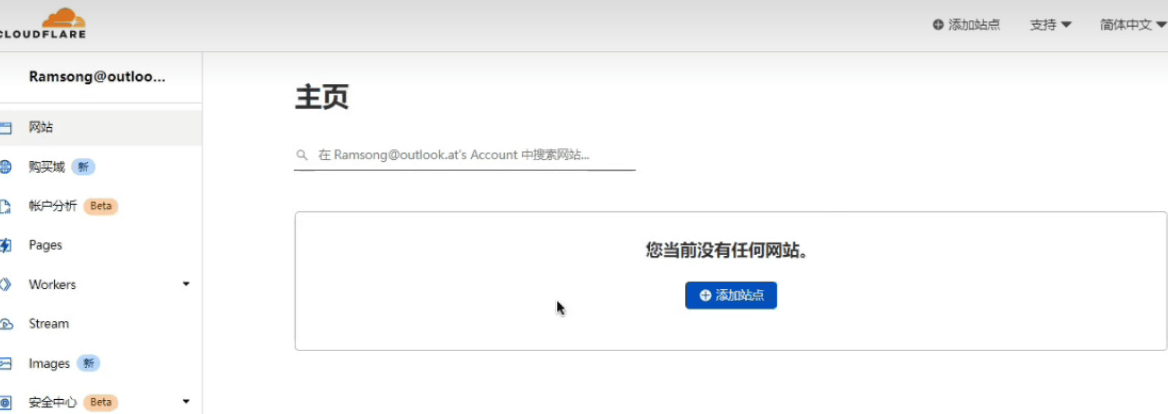 CLOUDFLARE
添加站点 支持 简体中文
Ramsong@outloo...
网站
购买域 新
帐户分析 Beta
Pages
Workers
Stream
Images 新
安全中心 Beta
主页
在 Ramsong@outlook.at's Account 中搜索网站...
您当前没有任何网站。
添加站点